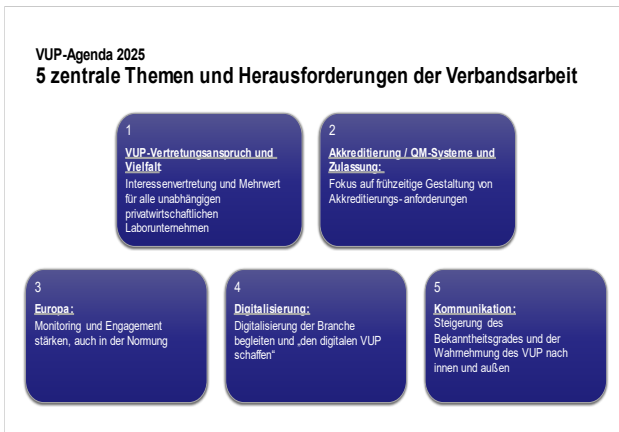 VUP-Agenda 2025
5 zentrale Themen und Herausforderungen der Verbandsarbeit
1
VUP-Vertretungsanspruch und
Vielfalt
Interessenvertretung und Mehrwert
für alle unabhängigen
privatwirtschaftlichen
Laborunternehmen
2
Akkreditierung / QM-Systeme und
Zulassung:
Fokus auf frühzeitige Gestaltung von
Akkreditierungs-anforderungen
3
Europa:
Monitoring und Engagement
stärken, auch in der Normung
4
Digitalisierung:
Digitalisierung der Branche
begleiten und „den digitalen VUP
schaffen“
5
Kommunikation:
Steigerung des
Bekanntheitsgrades und der
Wahrnehmung des VUP nach
innen und außen